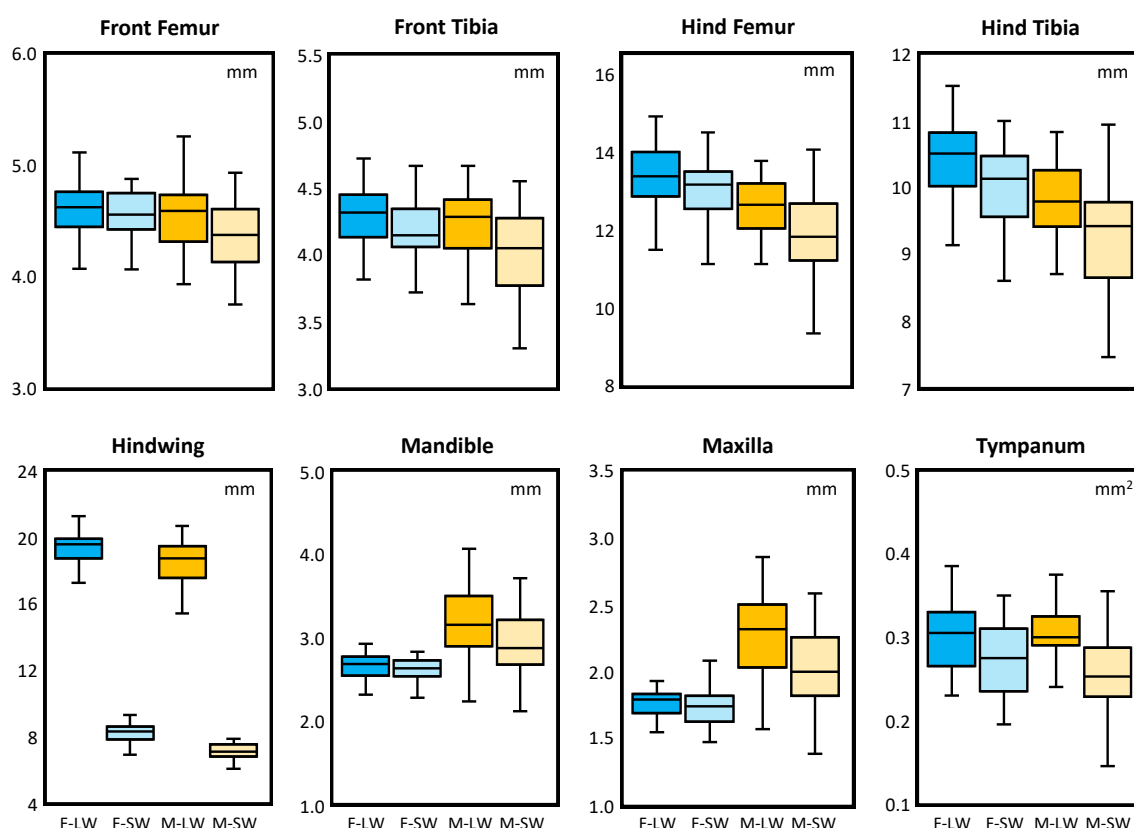 Front Femur
6.0
5.0
4.0
3.0
mm
Front Tibia
5.5
5.0
4.5
4.0
3.5
3.0
mm
Hind Femur
16
14
12
10
8
mm
Hind Tibia
12
11
10
9
8
7
mm
Hindwing
24
20
16
12
8
4
mm
F-LW F-SW M-LW M-SW
Mandible
5.0
4.0
3.0
2.0
1.0
mm
F-LW F-SW M-LW M-SW
Maxilla
3.5
3.0
2.5
2.0
1.5
1.0
mm
F-LW F-SW M-LW M-SW
Tympanum
0.5
0.4
0.3
0.2
0.1
mm²
F-LW F-SW M-LW M-SW